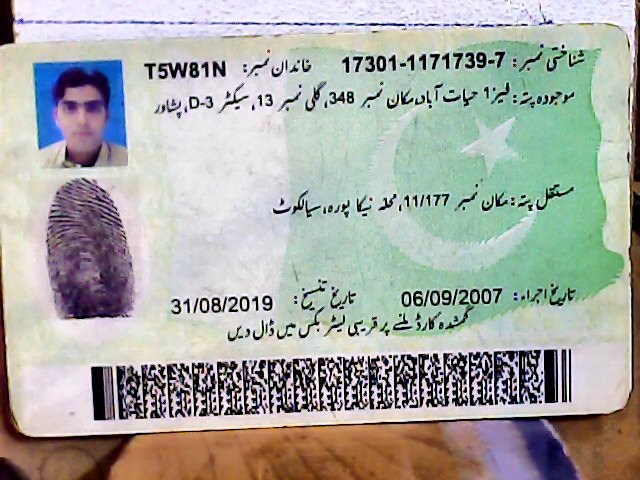 شناختی نمبر: 17301-1171739-7 خاندان نمبر: T5W81N
موجودہ پتہ: فیز 1 حیات آباد، مکان نمبر 348، گلی نمبر 13، سیکٹر D-3، پشاور
مستقل پتہ: مکان نمبر 11/177، محلہ نیکا پورہ، سیالکوٹ
تاریخ اجراء: 06/09/2007 تاریخ تنسیخ: 31/08/2019
گمشدہ کارڈ ملنے پر قریبی لیٹر بکس میں ڈال دیں